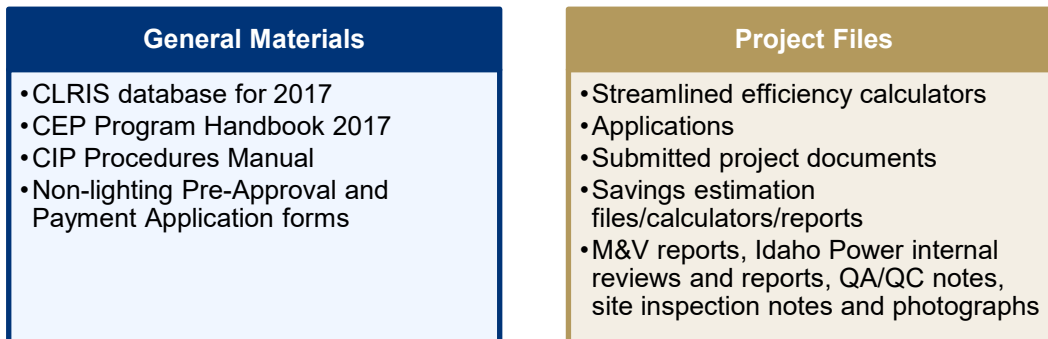 General Materials
•CLRIS database for 2017
•CEP Program Handbook 2017
•CIP Procedures Manual
•Non-lighting Pre-Approval and
Payment Application forms
Project Files
•Streamlined efficiency calculators
•Applications
•Submitted project documents
•Savings estimation
files/calculators/reports
•M&V reports, Idaho Power internal
reviews and reports, QA/QC notes,
site inspection notes and photographs